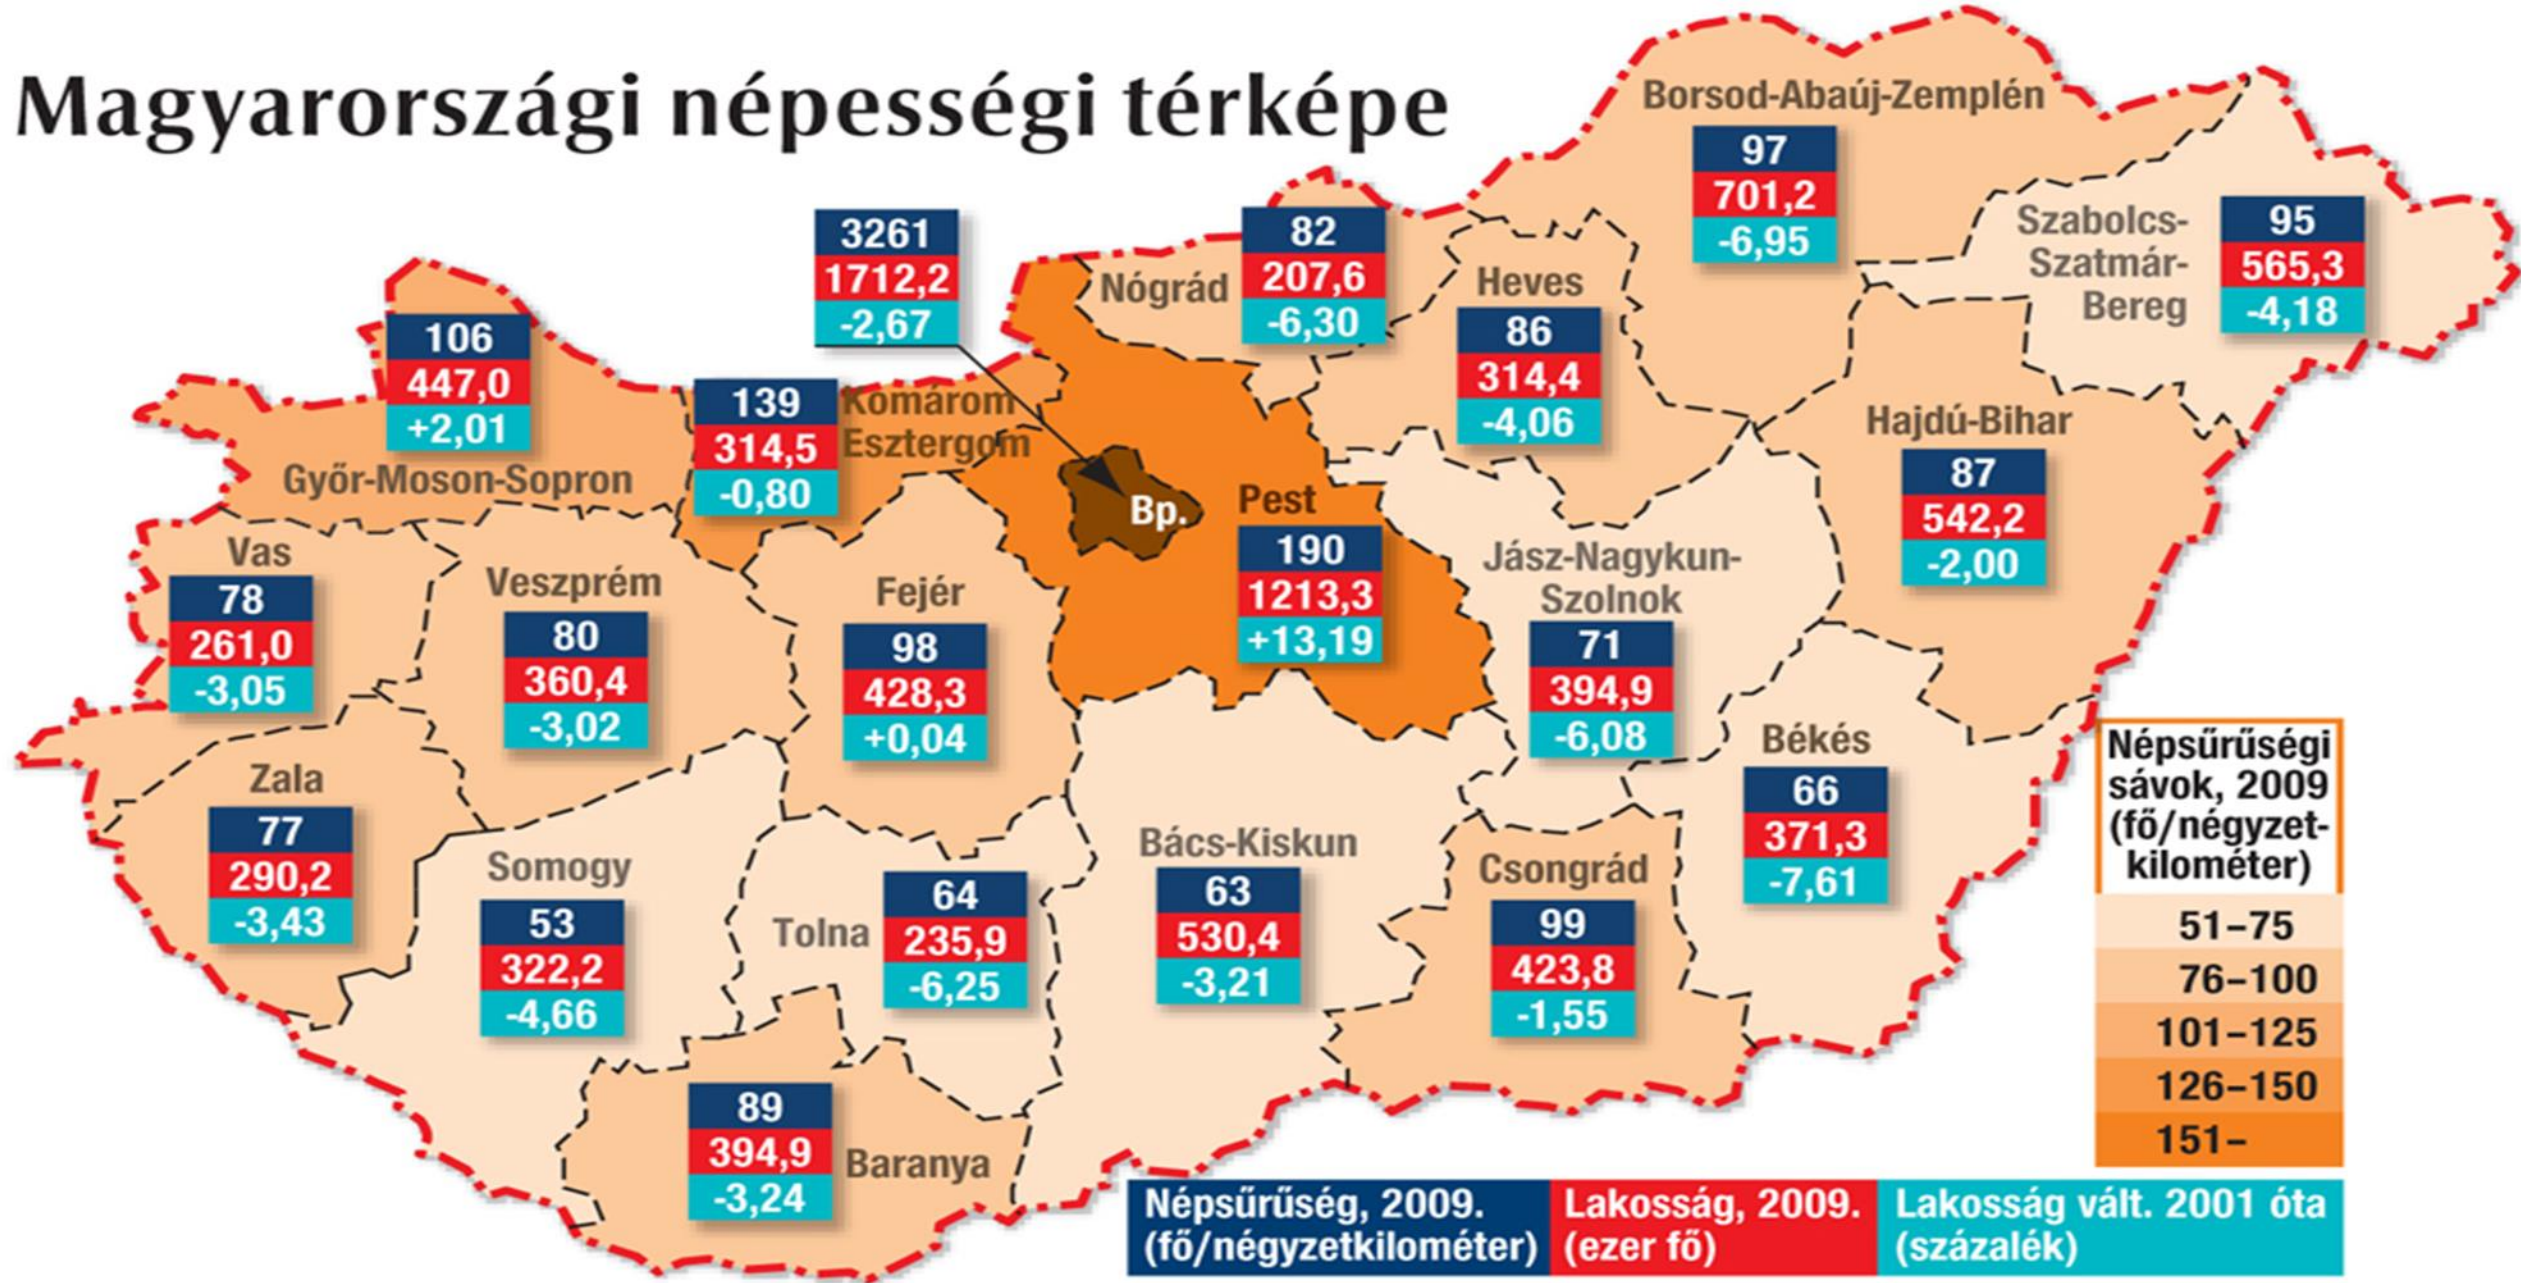 Magyarországi népességi térképe
Borsod-Abaúj-Zemplén
97
701,2
-6,95
Szabolcs-
Szatmár-
Bereg
95
565,3
-4,18
3261
1712,2
-2,67
Nógrád
82
207,6
-6,30
Heves
86
314,4
-4,06
106
447,0
+2,01
Győr-Moson-Sopron
139
314,5
-0,80
Komárom
Esztergom
Hajdú-Bihar
87
542,2
-2,00
Bp.
Pest
190
1213,3
+13,19
Vas
78
261,0
-3,05
Veszprém
80
360,4
-3,02
Fejér
98
428,3
+0,04
Jász-Nagykun-
Szolnok
71
394,9
-6,08
Békés
66
371,3
-7,61
Zala
77
290,2
-3,43
Somogy
53
322,2
-4,66
Tolna
64
235,9
-6,25
Bács-Kiskun
63
530,4
-3,21
Csongrád
99
423,8
-1,55
89
394,9
-3,24
Baranya
Népsűrűségi
sávok, 2009
(fő/négyzet-
kilométer)
51–75
76–100
101–125
126–150
151–
Népsűrűség, 2009.
(fő/négyzetkilométer)
Lakosság, 2009.
(ezer fő)
Lakosság vált. 2001 óta
(százalék)